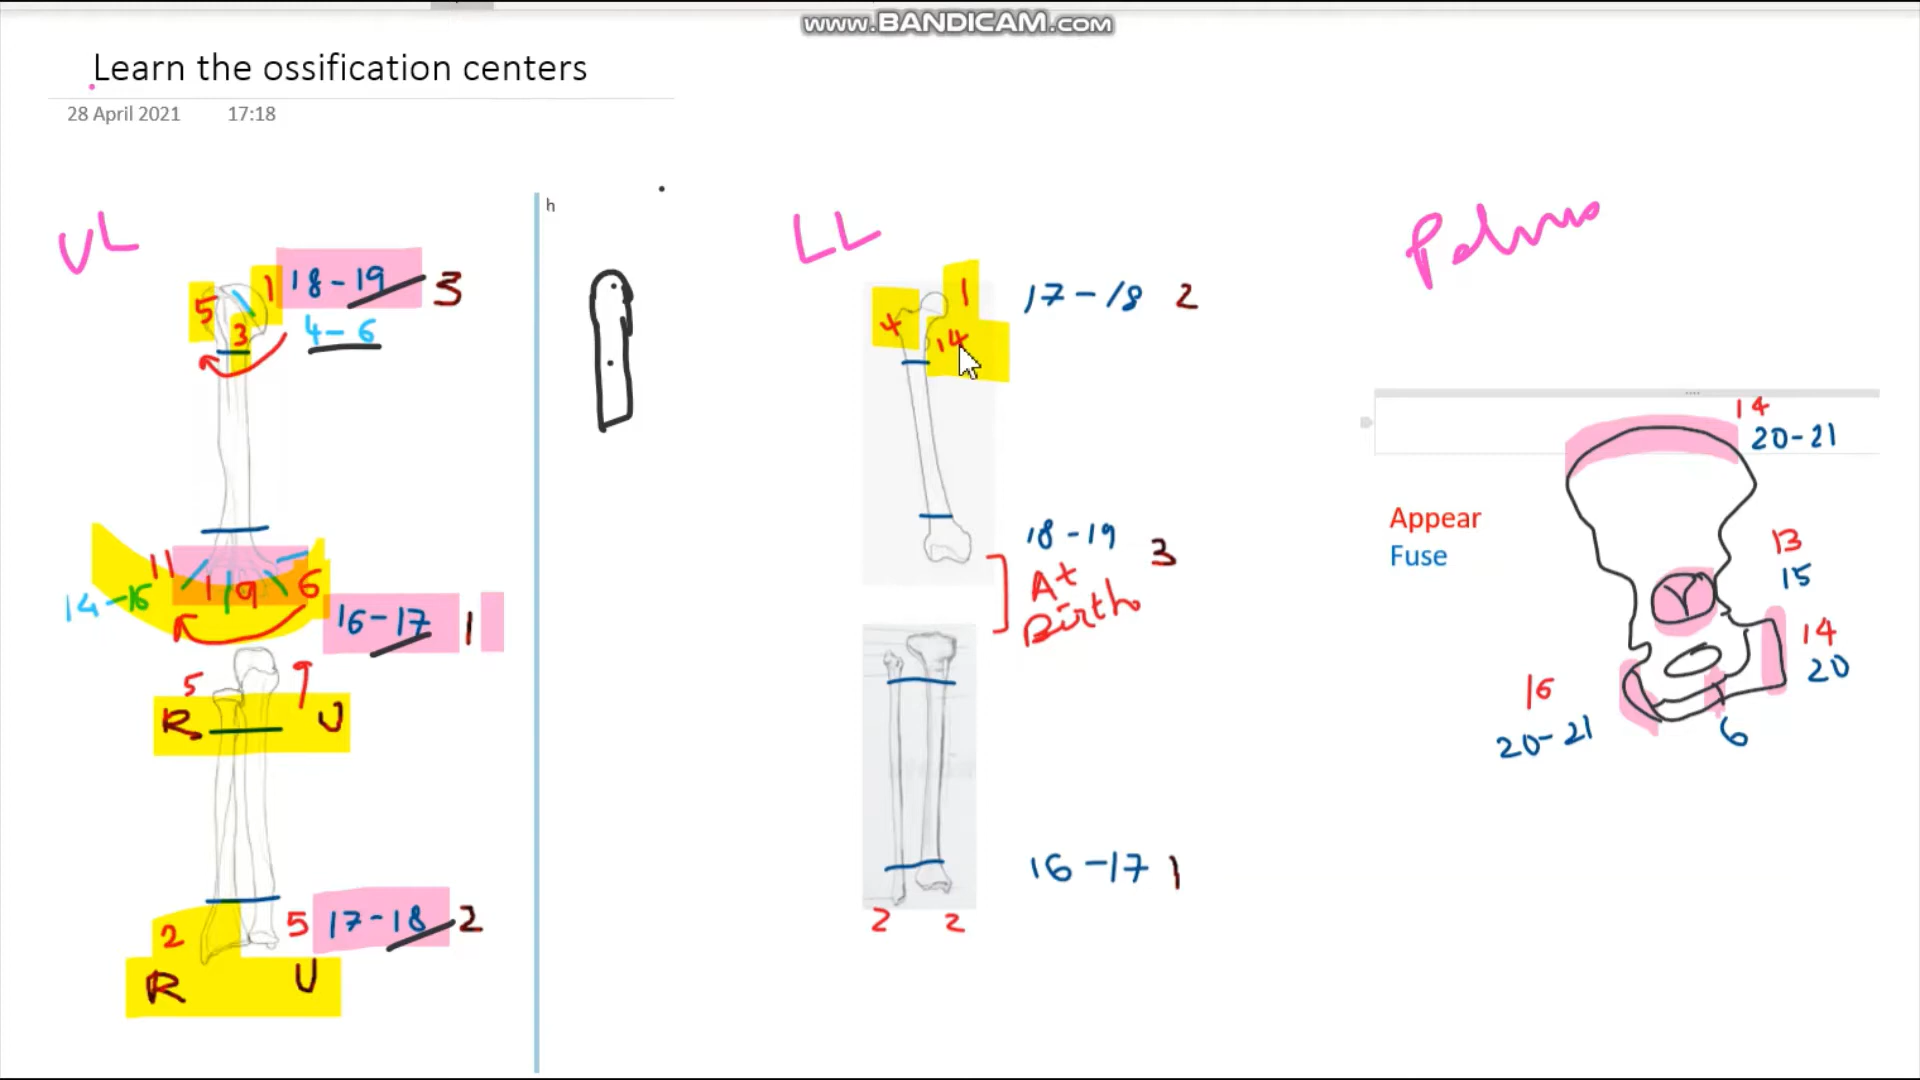 www.BANDICAM.com
Learn the ossification centers
28 April 2021 17:18
h
UL
5 1 18-19 3
3 4-6
11
1 9 6
14-15
16-17 1
5
R U
2 5 17-18 2
R U
LL
1 17-18 2
4 14
18-19 3
At
Birth
16-17 1
2 2
14
20-21
Appear
Fuse
13
15
14
20
16
20-21
6